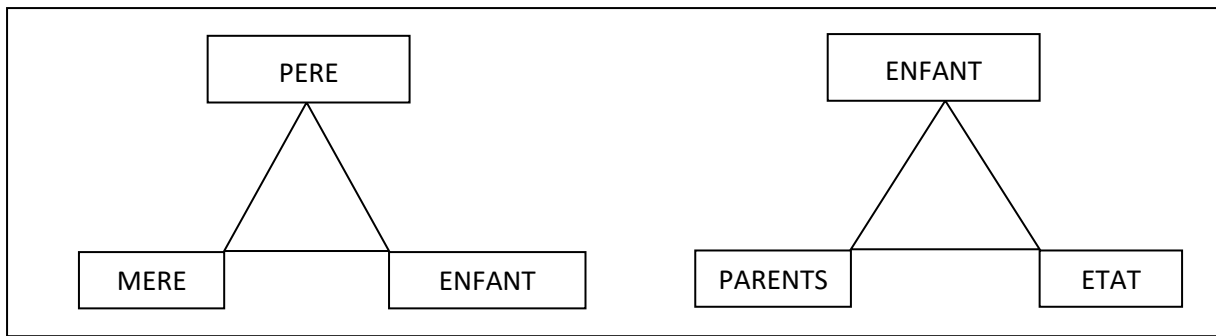 PERE
ENFANT
MERE
ENFANT
PARENTS
ETAT